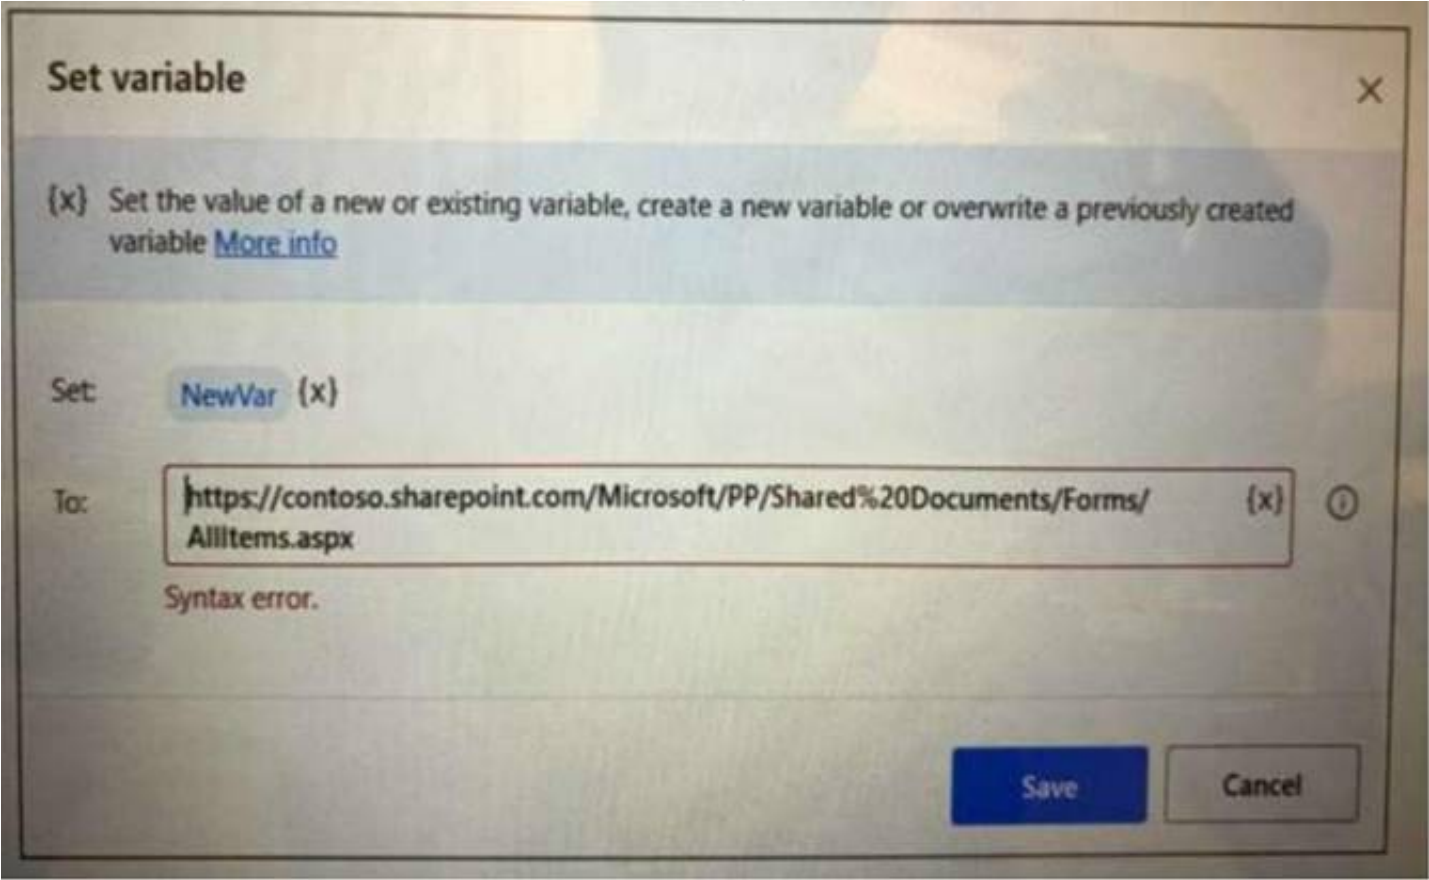 Set variable
{x} Set the value of a new or existing variable, create a new variable or overwrite a previously created
variable More info
Set: NewVar {x}
To: https://contoso.sharepoint.com/Microsoft/PP/Shared%20Documents/Forms/ {x}
AllItems.aspx
Syntax error.
Save Cancel